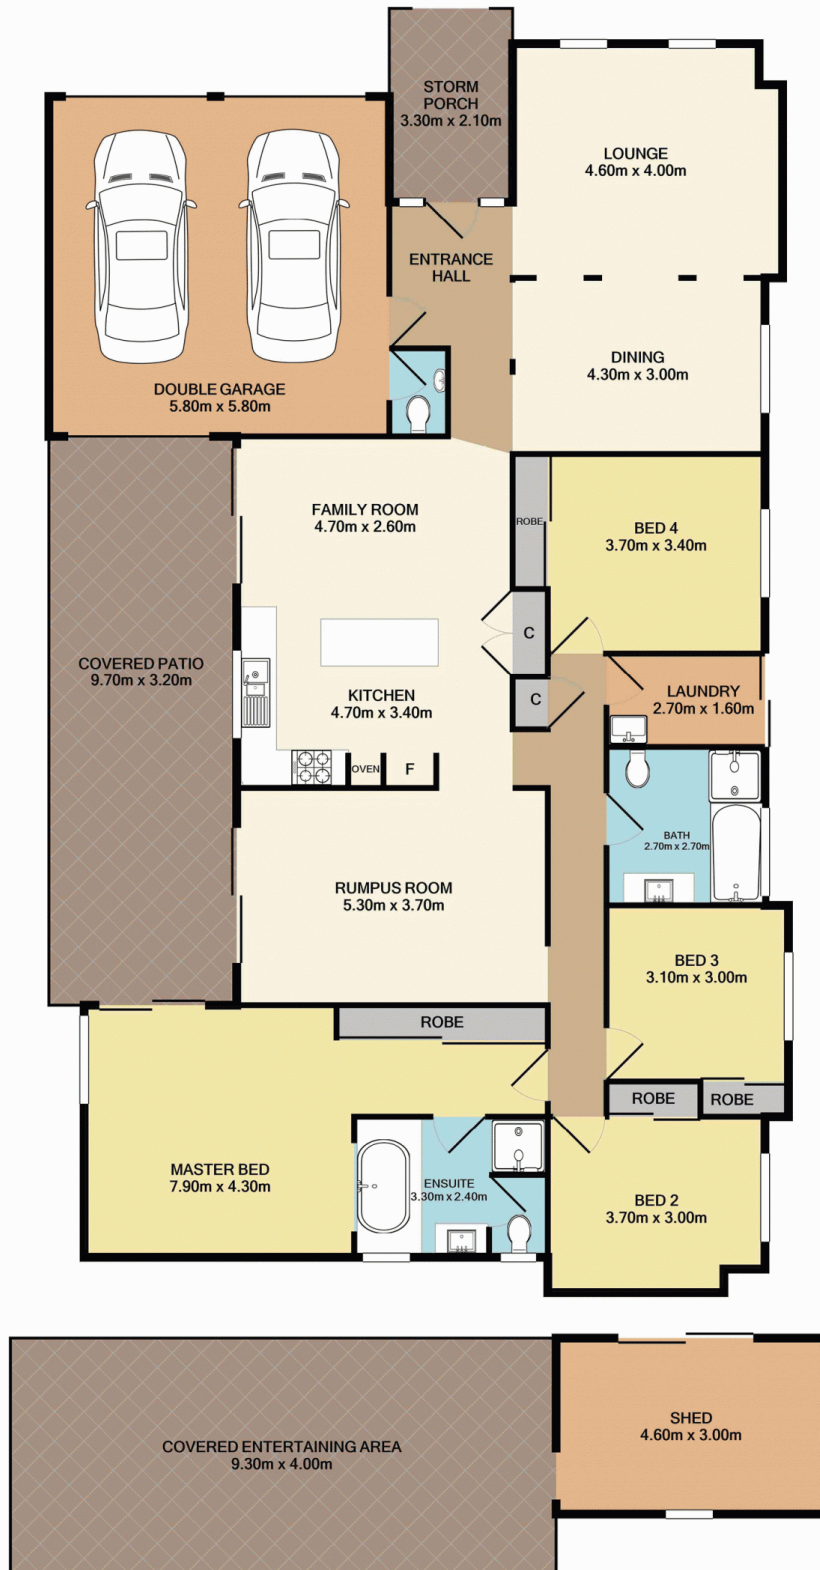 STORM
PORCH
3.30m x 2.10m
LOUNGE
4.60m x 4.00m
ENTRANCE
HALL
DINING
4.30m x 3.00m
DOUBLE GARAGE
5.80m x 5.80m
FAMILY ROOM
4.70m x 2.60m
ROBE
BED 4
3.70m x 3.40m
C
COVERED PATIO
9.70m x 3.20m
KITCHEN
4.70m x 3.40m
C
LAUNDRY
2.70m x 1.60m
OVEN
F
BATH
2.70m x 2.70m
RUMPUS ROOM
5.30m x 3.70m
BED 3
3.10m x 3.00m
ROBE
ROBE
ROBE
MASTER BED
7.90m x 4.30m
ENSUITE
3.30m x 2.40m
BED 2
3.70m x 3.00m
COVERED ENTERTAINING AREA
9.30m x 4.00m
SHED
4.60m x 3.00m